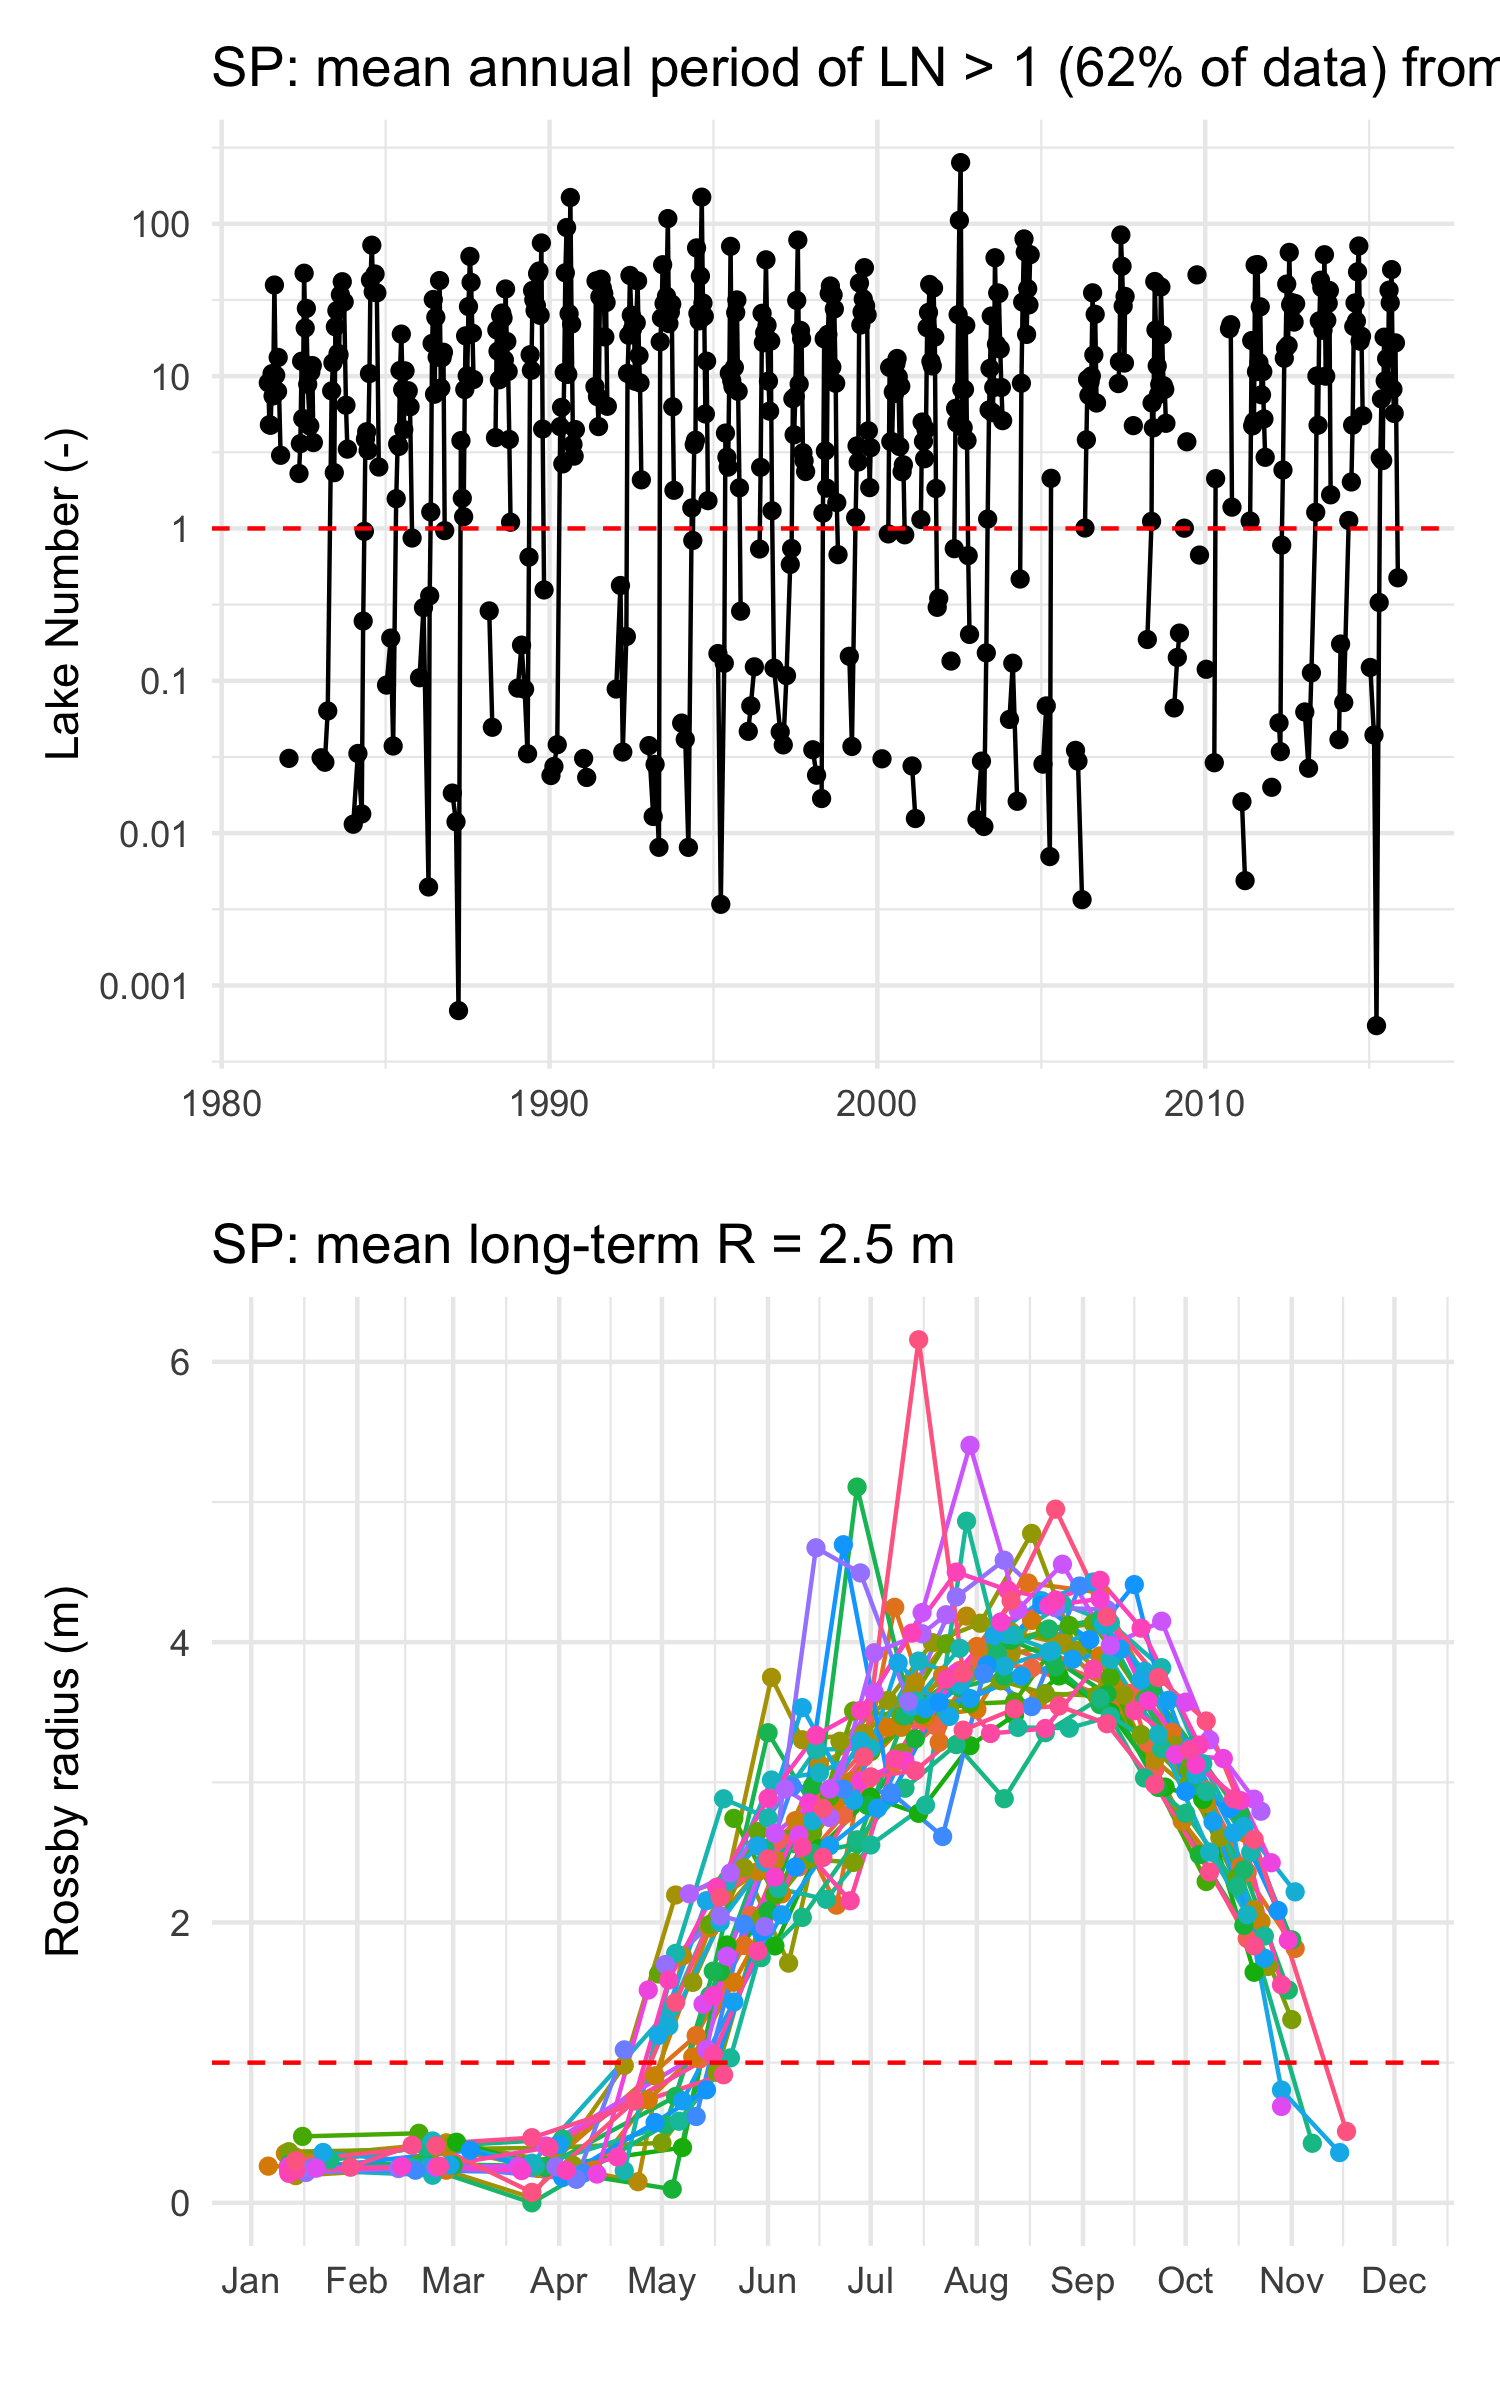 SP: mean annual period of LN > 1 (62% of data) from
Lake Number (-)
100
10
1
0.1
0.01
0.001
1980 1990 2000 2010
SP: mean long-term R = 2.5 m
Rossby radius (m)
6
4
2
0
Jan Feb Mar Apr May Jun Jul Aug Sep Oct Nov Dec